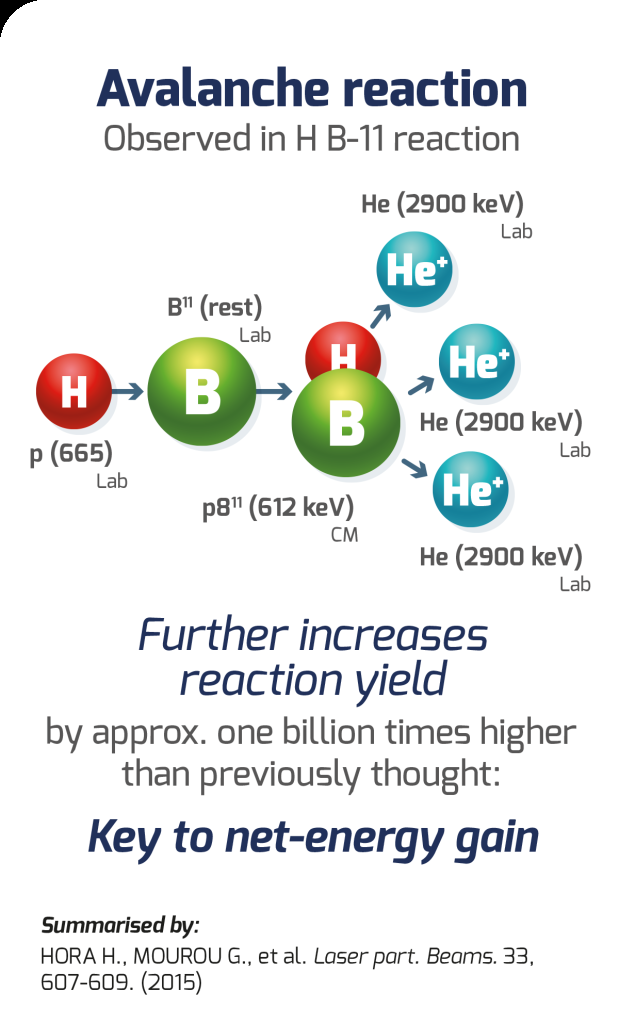 Avalanche reaction
Observed in H B-11 reaction
He (2900 keV)
Lab
He⁺
B¹¹ (rest)
Lab
H
B
H
B
He⁺
He (2900 keV)
Lab
p (665)
Lab
He⁺
p8¹¹ (612 keV)
CM
He (2900 keV)
Lab
Further increases
reaction yield
by approx. one billion times higher
than previously thought:
Key to net-energy gain
Summarised by:
HORA H., MOUROU G., et al. Laser part. Beams. 33,
607-609. (2015)